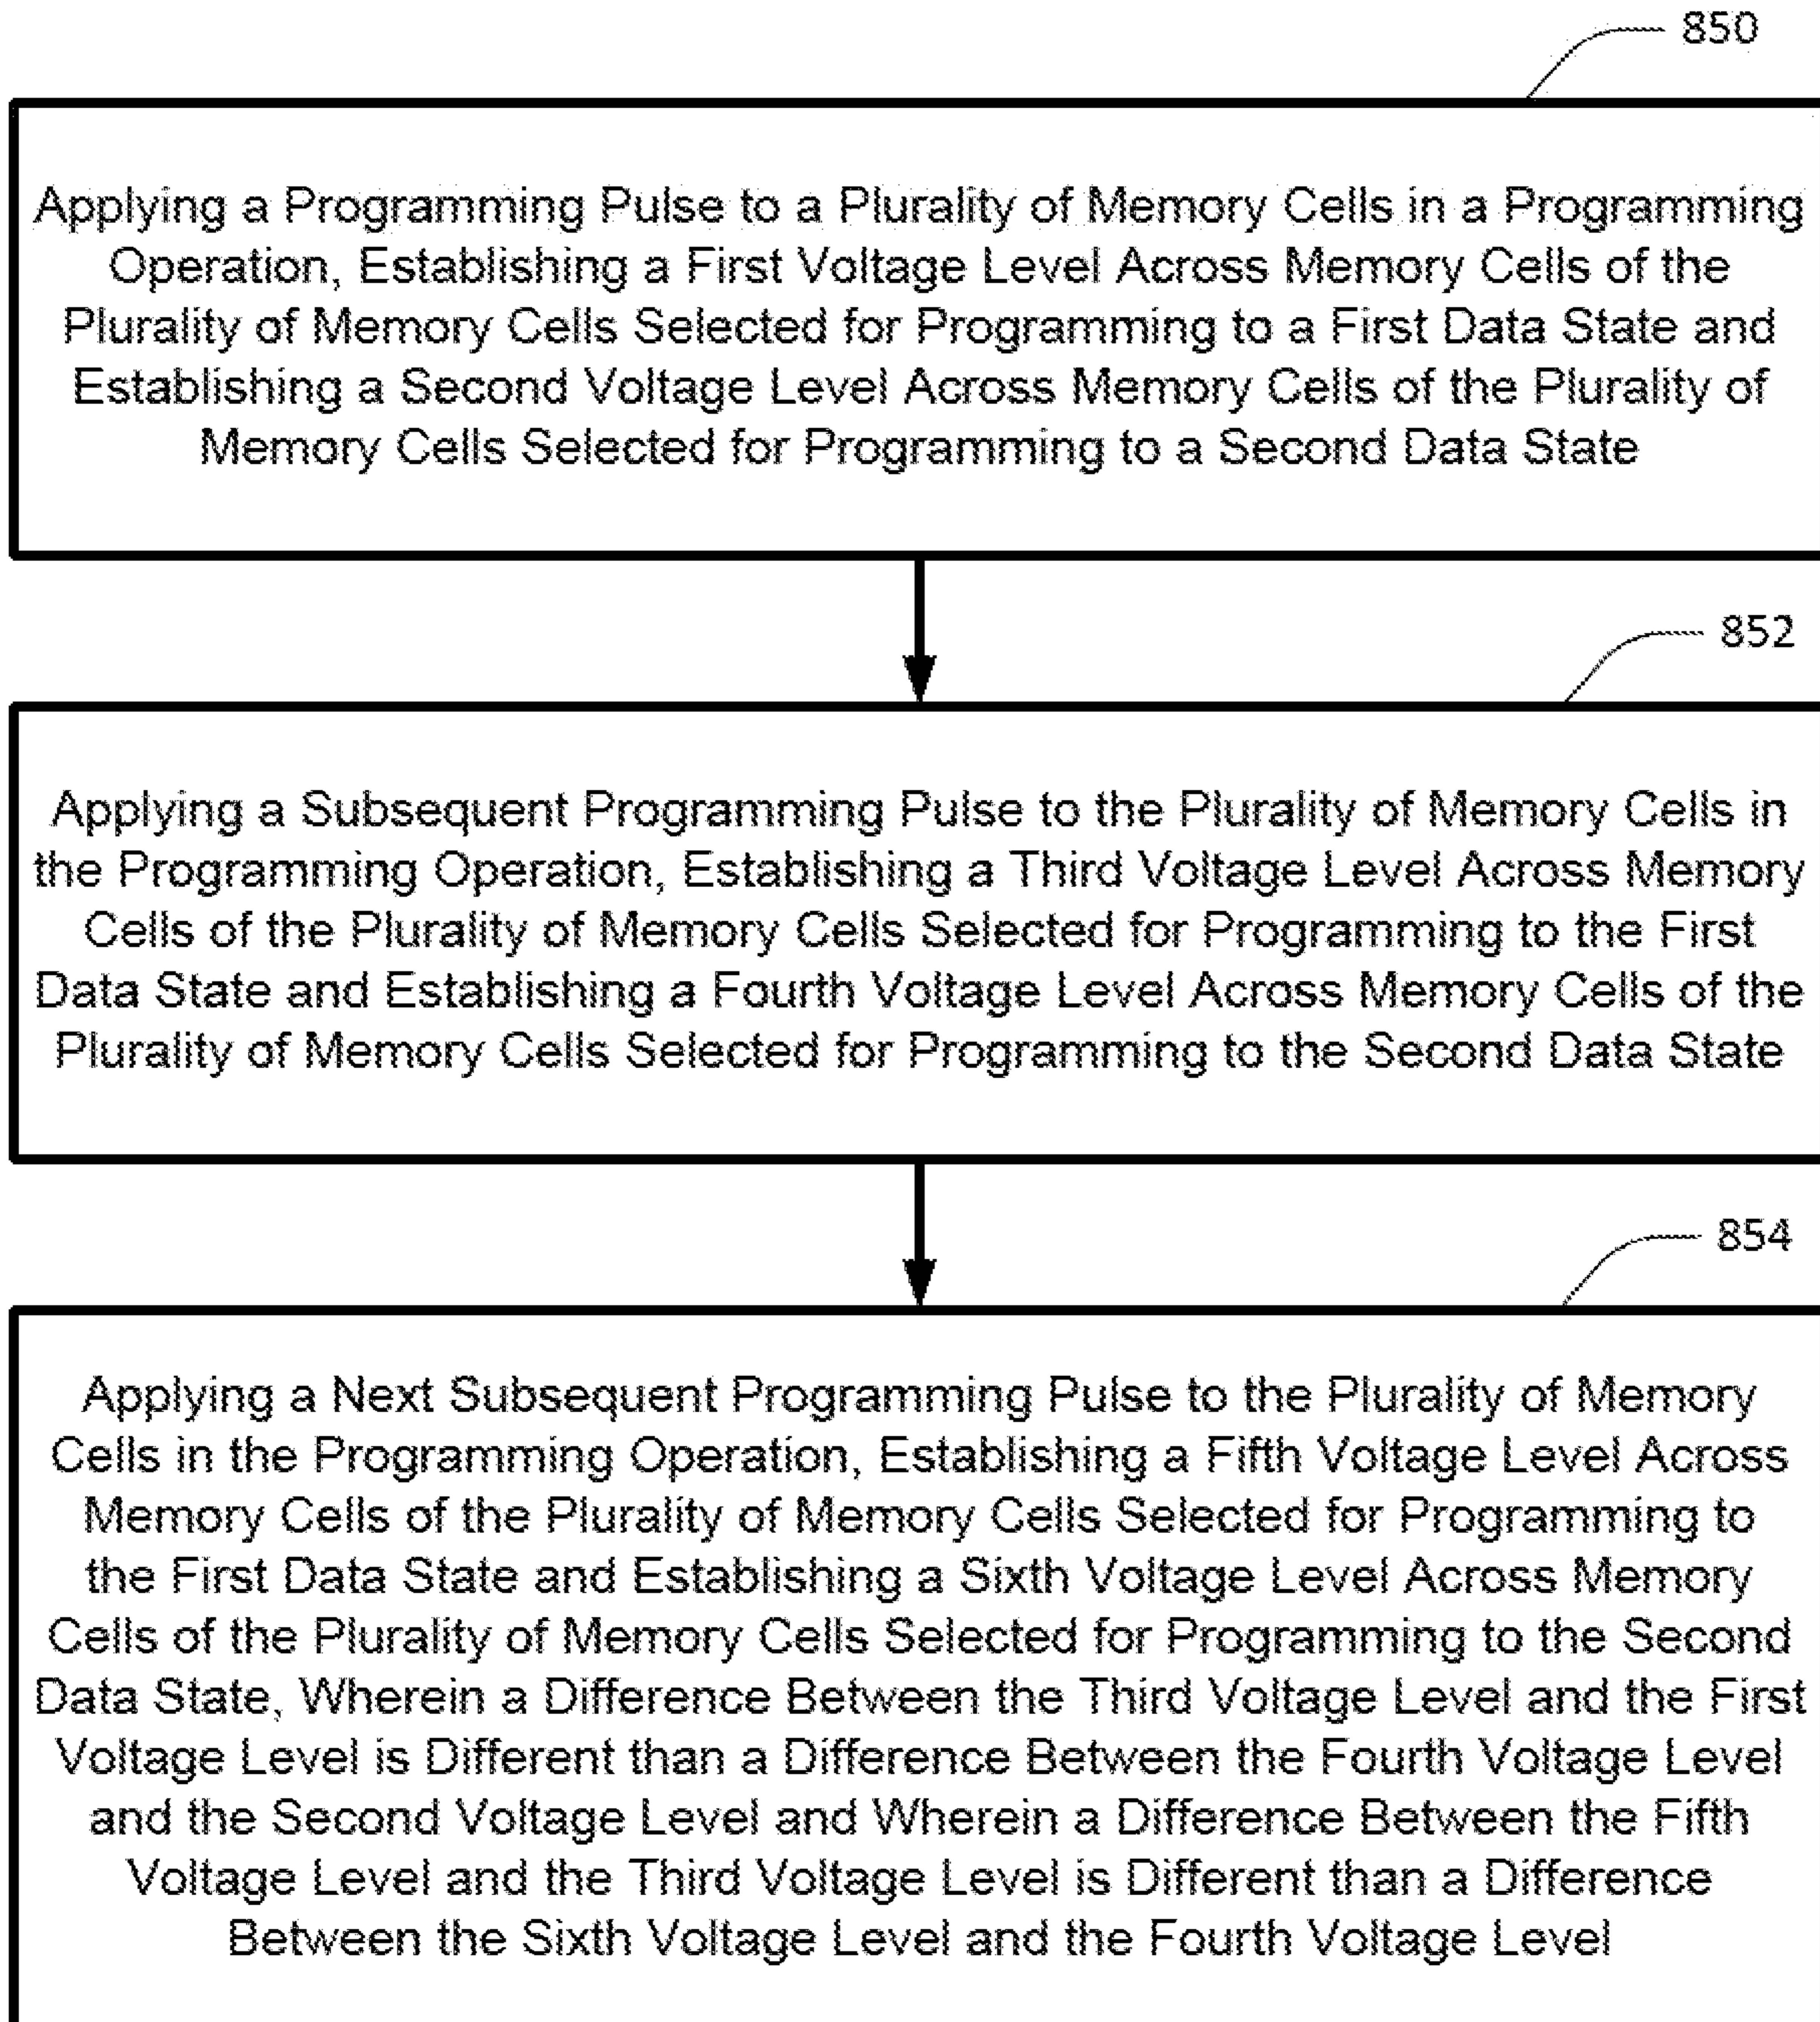 850
Applying a Programming Pulse to a Plurality of Memory Cells in a Programming
Operation, Establishing a First Voltage Level Across Memory Cells of the
Plurality of Memory Cells Selected for Programming to a First Data State and
Establishing a Second Voltage Level Across Memory Cells of the Plurality of
Memory Cells Selected for Programming to a Second Data State
852
Applying a Subsequent Programming Pulse to the Plurality of Memory Cells in
the Programming Operation, Establishing a Third Voltage Level Across Memory
Cells of the Plurality of Memory Cells Selected for Programming to the First
Data State and Establishing a Fourth Voltage Level Across Memory Cells of the
Plurality of Memory Cells Selected for Programming to the Second Data State
854
Applying a Next Subsequent Programming Pulse to the Plurality of Memory
Cells in the Programming Operation, Establishing a Fifth Voltage Level Across
Memory Cells of the Plurality of Memory Cells Selected for Programming to
the First Data State and Establishing a Sixth Voltage Level Across Memory
Cells of the Plurality of Memory Cells Selected for Programming to the Second
Data State, Wherein a Difference Between the Third Voltage Level and the First
Voltage Level is Different than a Difference Between the Fourth Voltage Level
and the Second Voltage Level and Wherein a Difference Between the Fifth
Voltage Level and the Third Voltage Level is Different than a Difference
Between the Sixth Voltage Level and the Fourth Voltage Level